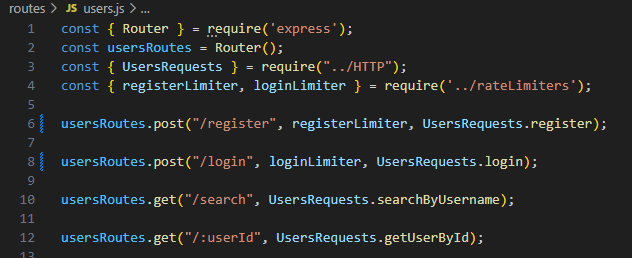 routes > JS users.js > ...
1 const { Router } = require('express');
2 const usersRoutes = Router();
3 const { UsersRequests } = require("../HTTP");
4 const { registerLimiter, loginLimiter } = require('../rateLimiters');
5
6 usersRoutes.post("/register", registerLimiter, UsersRequests.register);
7
8 usersRoutes.post("/login", loginLimiter, UsersRequests.login);
9
10 usersRoutes.get("/search", UsersRequests.searchByUsername);
11
12 usersRoutes.get("/:userId", UsersRequests.getUserById);
13